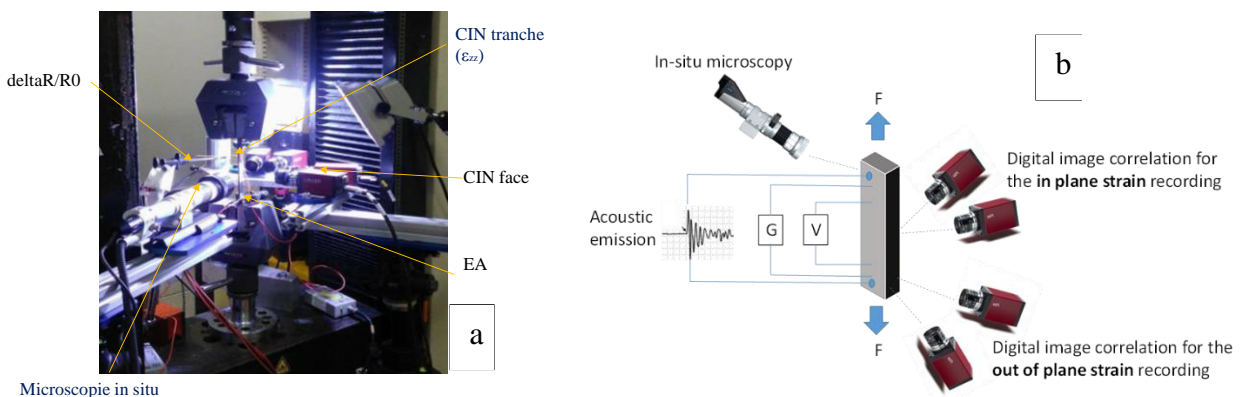 CIN tranche
(εzz)
deltaR/R0
CIN face
EA
a
Microscopie in situ
b
In-situ microscopy
F
Digital image correlation for
the in plane strain recording
Acoustic
emission
G
V
F
Digital image correlation for the
out of plane strain recording